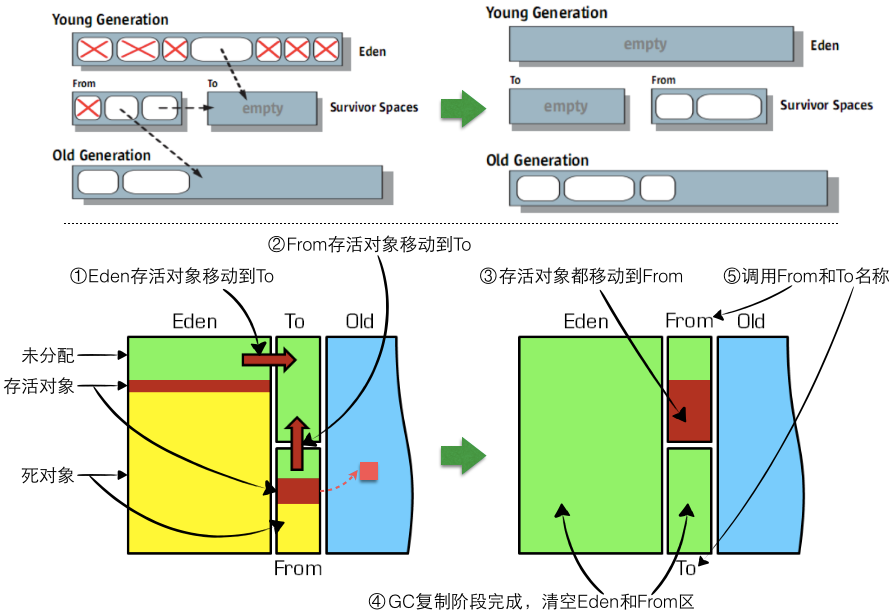 Young Generation
empty
Eden
From
To
empty
Survivor Spaces
Old Generation
Young Generation
empty
Eden
To
From
empty
Survivor Spaces
Old Generation
②From存活对象移动到To
①Eden存活对象移动到To
③存活对象都移动到From
⑤调用From和To名称
Eden
To
Old
未分配
存活对象
死对象
From
Eden
From
Old
To
④GC复制阶段完成，清空Eden和From区